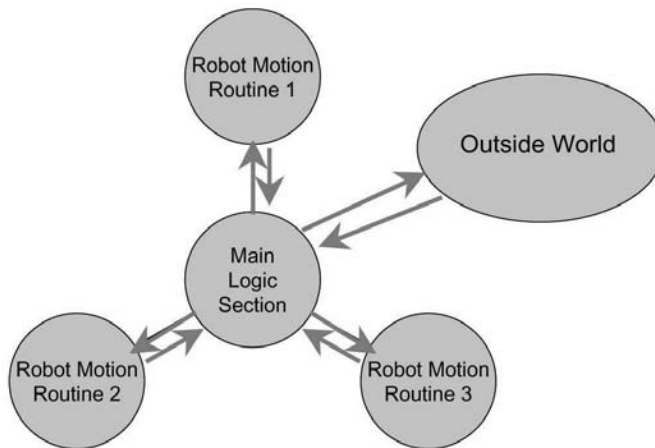 Robot Motion
Routine 1
Outside World
Main
Logic
Section
Robot Motion
Routine 2
Robot Motion
Routine 3